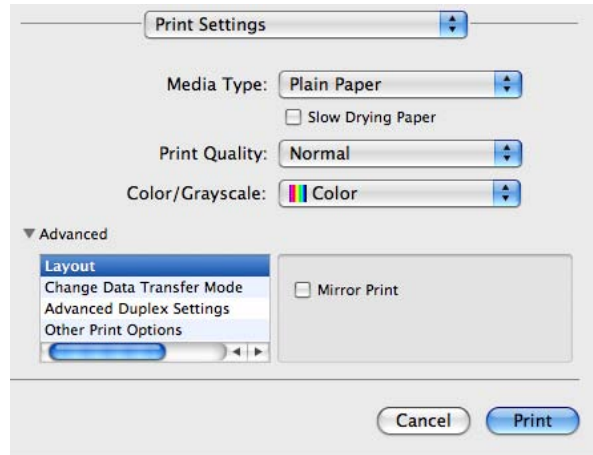 Print Settings
Media Type: Plain Paper
Slow Drying Paper
Print Quality: Normal
Color/Grayscale: Color
Advanced
Layout
Change Data Transfer Mode
Advanced Duplex Settings
Other Print Options
Mirror Print
Cancel Print